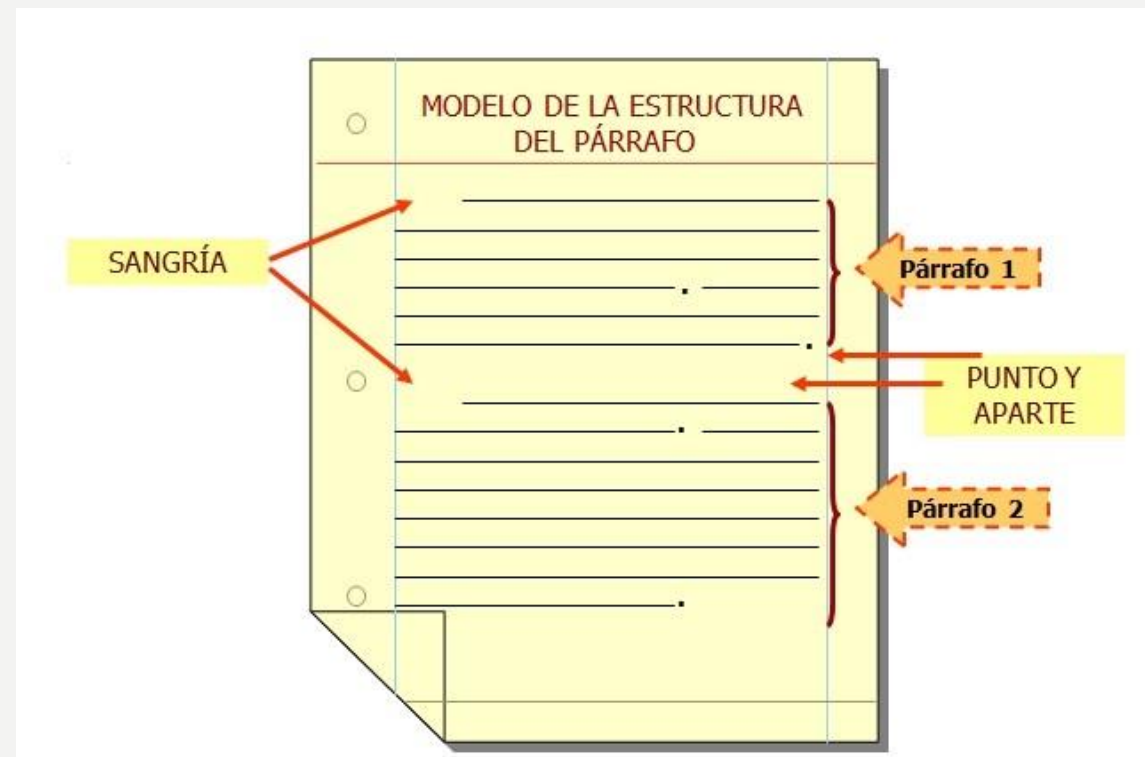 MODELO DE LA ESTRUCTURA
DEL PÁRRAFO
SANGRÍA
Párrafo 1
PUNTO Y
APARTE
Párrafo 2